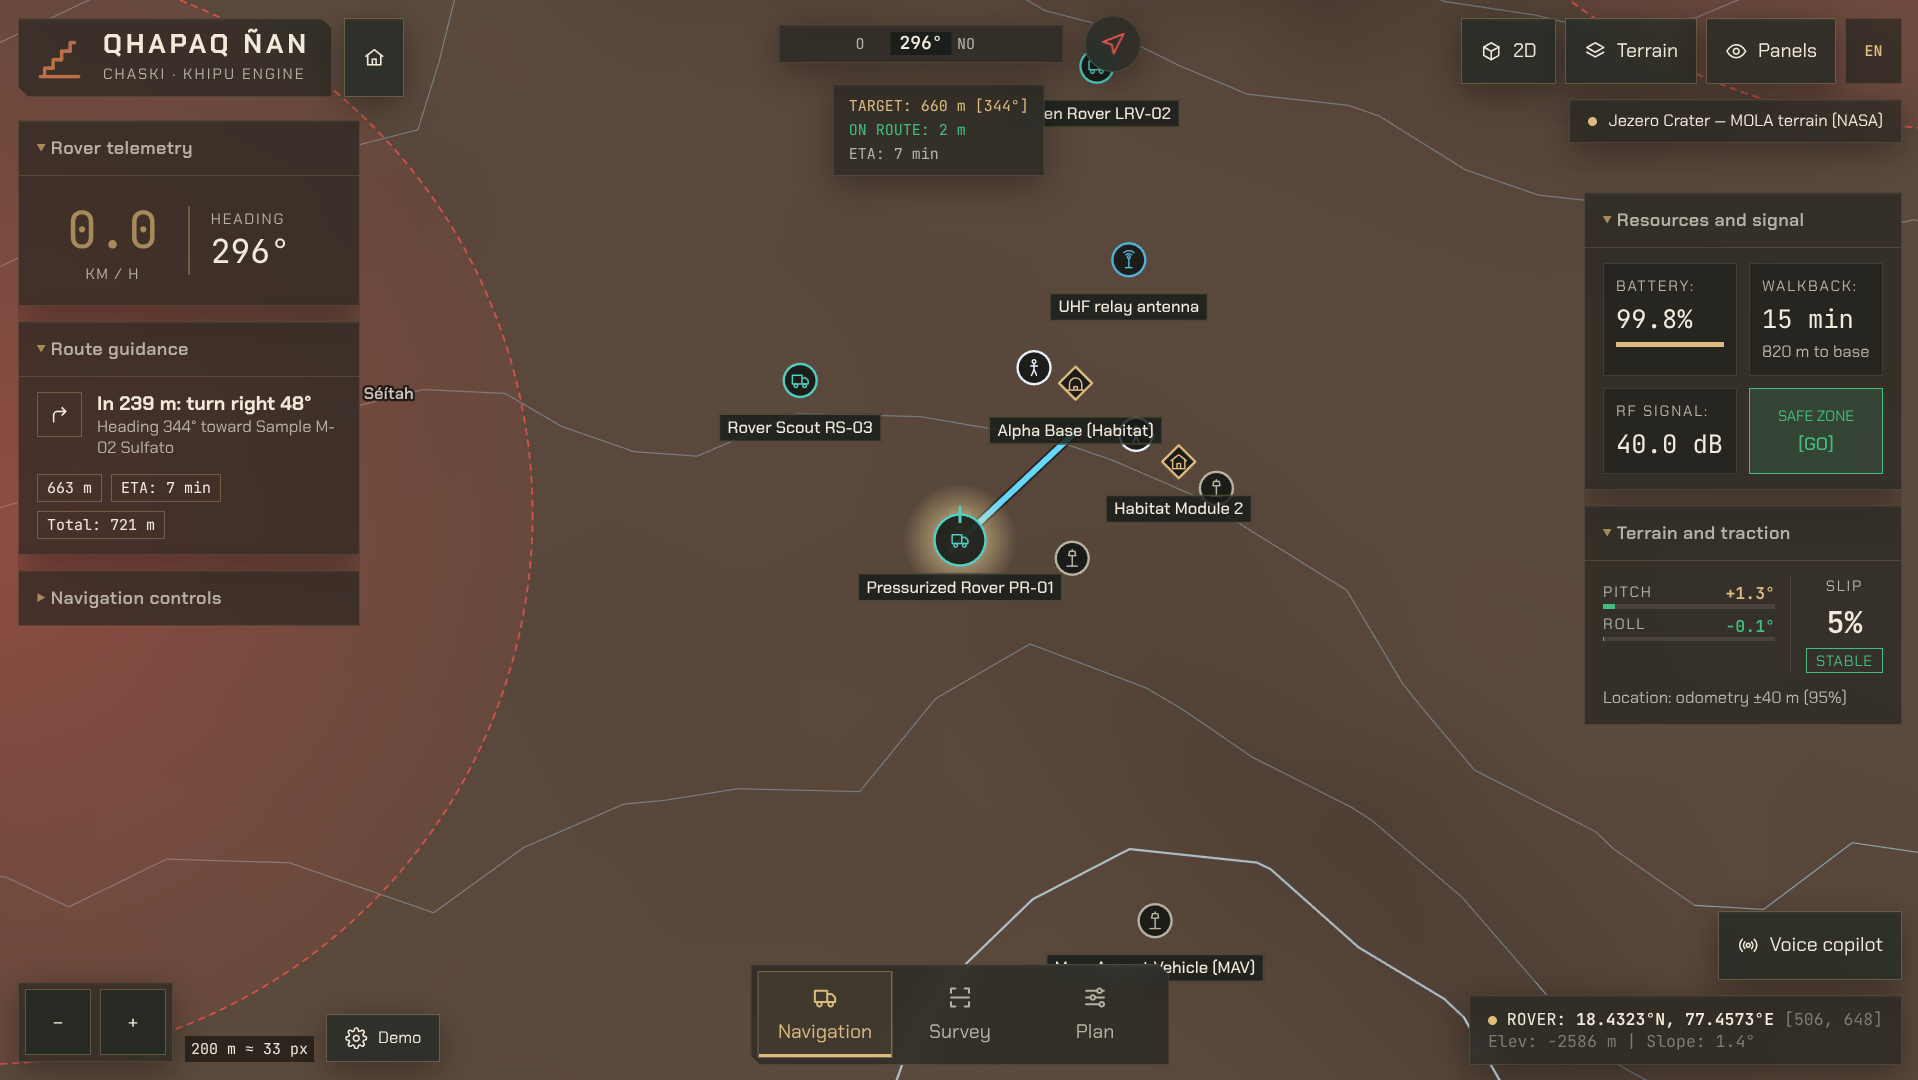 QHAPAQ ÑAN
CHASKI · KHIPU ENGINE
O 296° NO
TARGET: 660 m [344°]
ON ROUTE: 2 m
ETA: 7 min
2D
Terrain
Panels
EN
Jezero Crater — MOLA terrain (NASA)
Rover telemetry
0.0
KM / H
HEADING
296°
Route guidance
In 239 m: turn right 48°
Heading 344° toward Sample M-
02 Sulfato
663 m
ETA: 7 min
Total: 721 m
Navigation controls
Séítah
Rover LRV-02
UHF relay antenna
Rover Scout RS-03
Alpha Base (Habitat)
Habitat Module 2
Pressurized Rover PR-01
Vehicle (MAV)
Resources and signal
BATTERY:
99.8%
WALKBACK:
15 min
820 m to base
RF SIGNAL:
40.0 dB
SAFE ZONE
[GO]
Terrain and traction
PITCH +1.3°
ROLL -0.1°
SLIP
5%
STABLE
Location: odometry ±40 m (95%)
Voice copilot
ROVER: 18.4323°N, 77.4573°E [506, 648]
Elev: -2586 m | Slope: 1.4°
−
+
200 m ≈ 33 px
Demo
Navigation
Survey
Plan